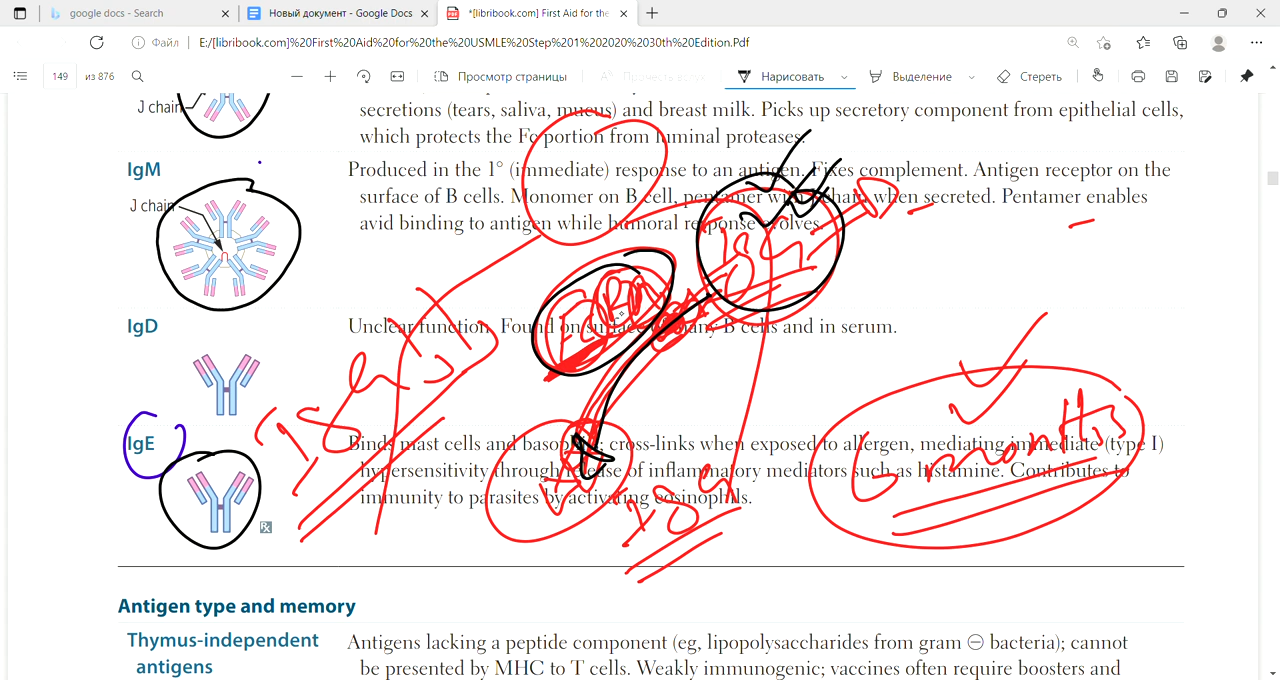 google docs - Search
Новый документ - Google Docs
*[libribook.com] First Aid for the
Файл
E:/[libribook.com]%20First%20Aid%20for%20the%20USMLE%20Step%201%202020%2030th%20Edition.Pdf
149 из 876
Просмотр страницы
Прочесть вслух
Нарисовать
Выделение
Стереть
J chain
secretions (tears, saliva, mucus) and breast milk. Picks up secretory component from epithelial cells,
which protects the Fc portion from luminal proteases.
IgM
Produced in the 1° (immediate) response to an antigen. Fixes complement. Antigen receptor on the
J chain
surface of B cells. Monomer on B cell, pentamer with chain when secreted. Pentamer enables
avid binding to antigen while humoral response evolves.
IgD
Unclear function. Found on surface many B cells and in serum.
IgE
Binds mast cells and basophils; cross-links when exposed to allergen, mediating immediate (type I)
hypersensitivity through release of inflammatory mediators such as histamine. Contributes to
immunity to parasites by activating eosinophils.
6 months
Antigen type and memory
Thymus-independent
antigens
Antigens lacking a peptide component (eg, lipopolysaccharides from gram ⊖ bacteria); cannot
be presented by MHC to T cells. Weakly immunogenic; vaccines often require boosters and